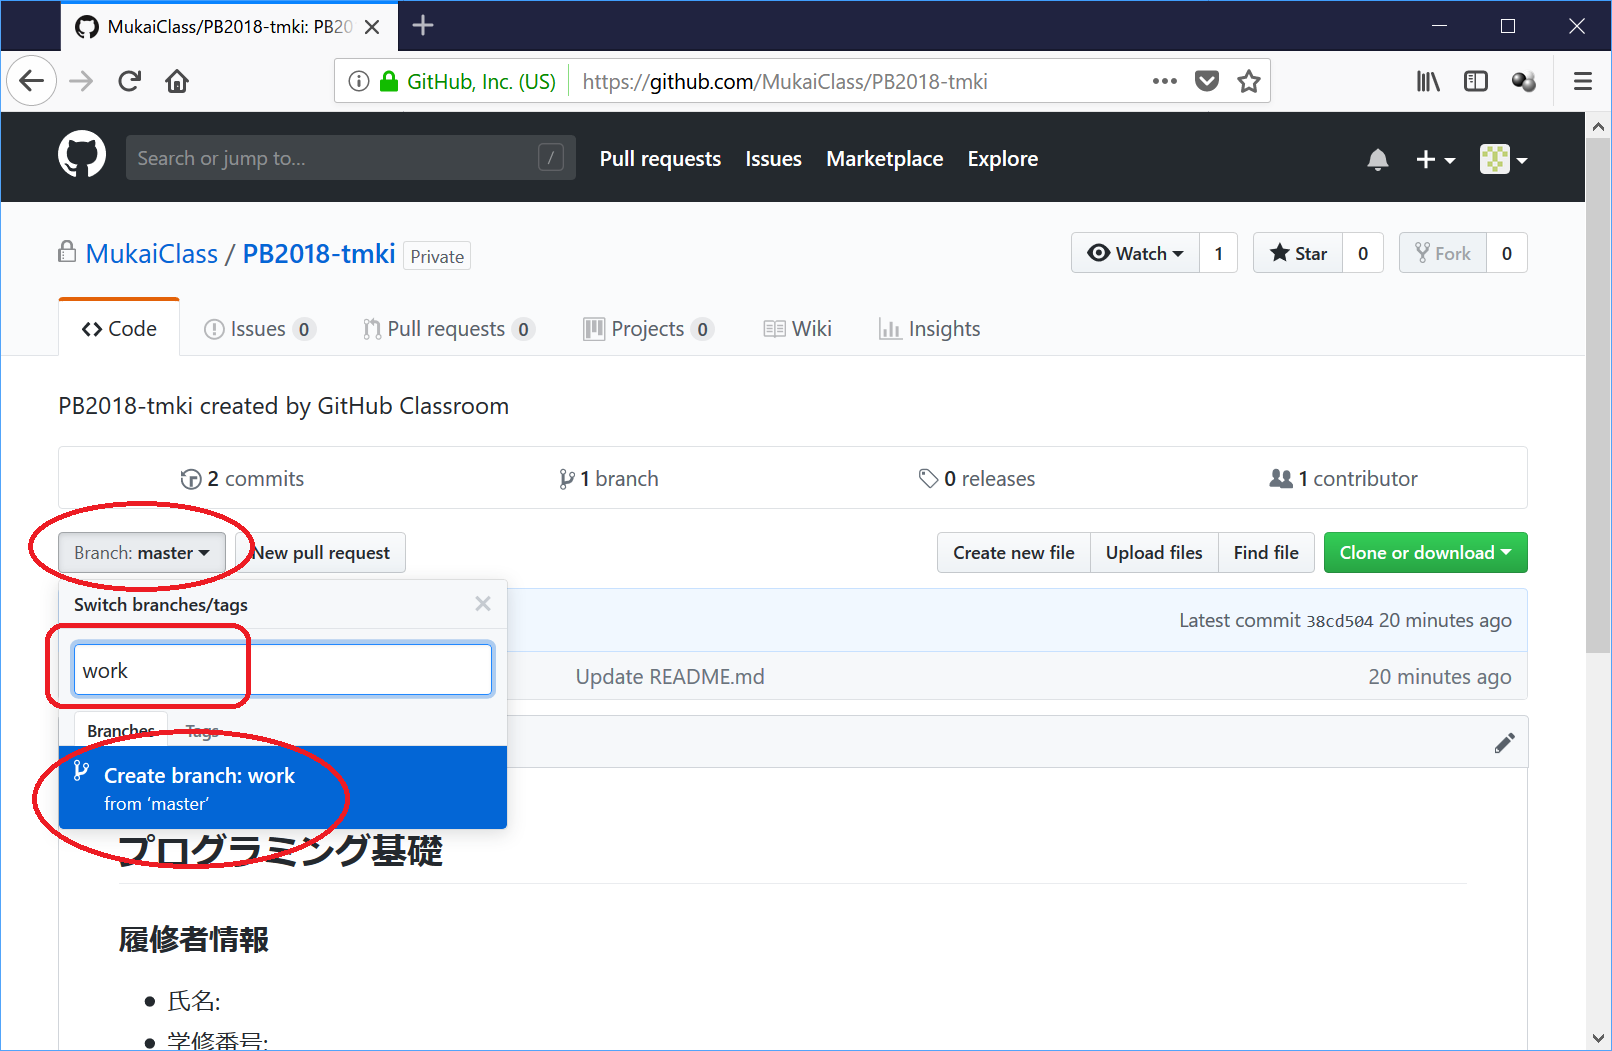 MukaiClass/PB2018-tmki: PB20
GitHub, Inc. (US) https://github.com/MukaiClass/PB2018-tmki
Search or jump to... / Pull requests Issues Marketplace Explore
MukaiClass / PB2018-tmki Private Watch 1 Star 0 Fork 0
Code Issues 0 Pull requests 0 Projects 0 Wiki Insights
PB2018-tmki created by GitHub Classroom
2 commits 1 branch 0 releases 1 contributor
Branch: master New pull request Create new file Upload files Find file Clone or download
Switch branches/tags
Latest commit 38cd504 20 minutes ago
work
Update README.md 20 minutes ago
Branches Tags
Create branch: work
from ‘master’
プログラミング基礎
履修者情報
氏名:
学修番号: